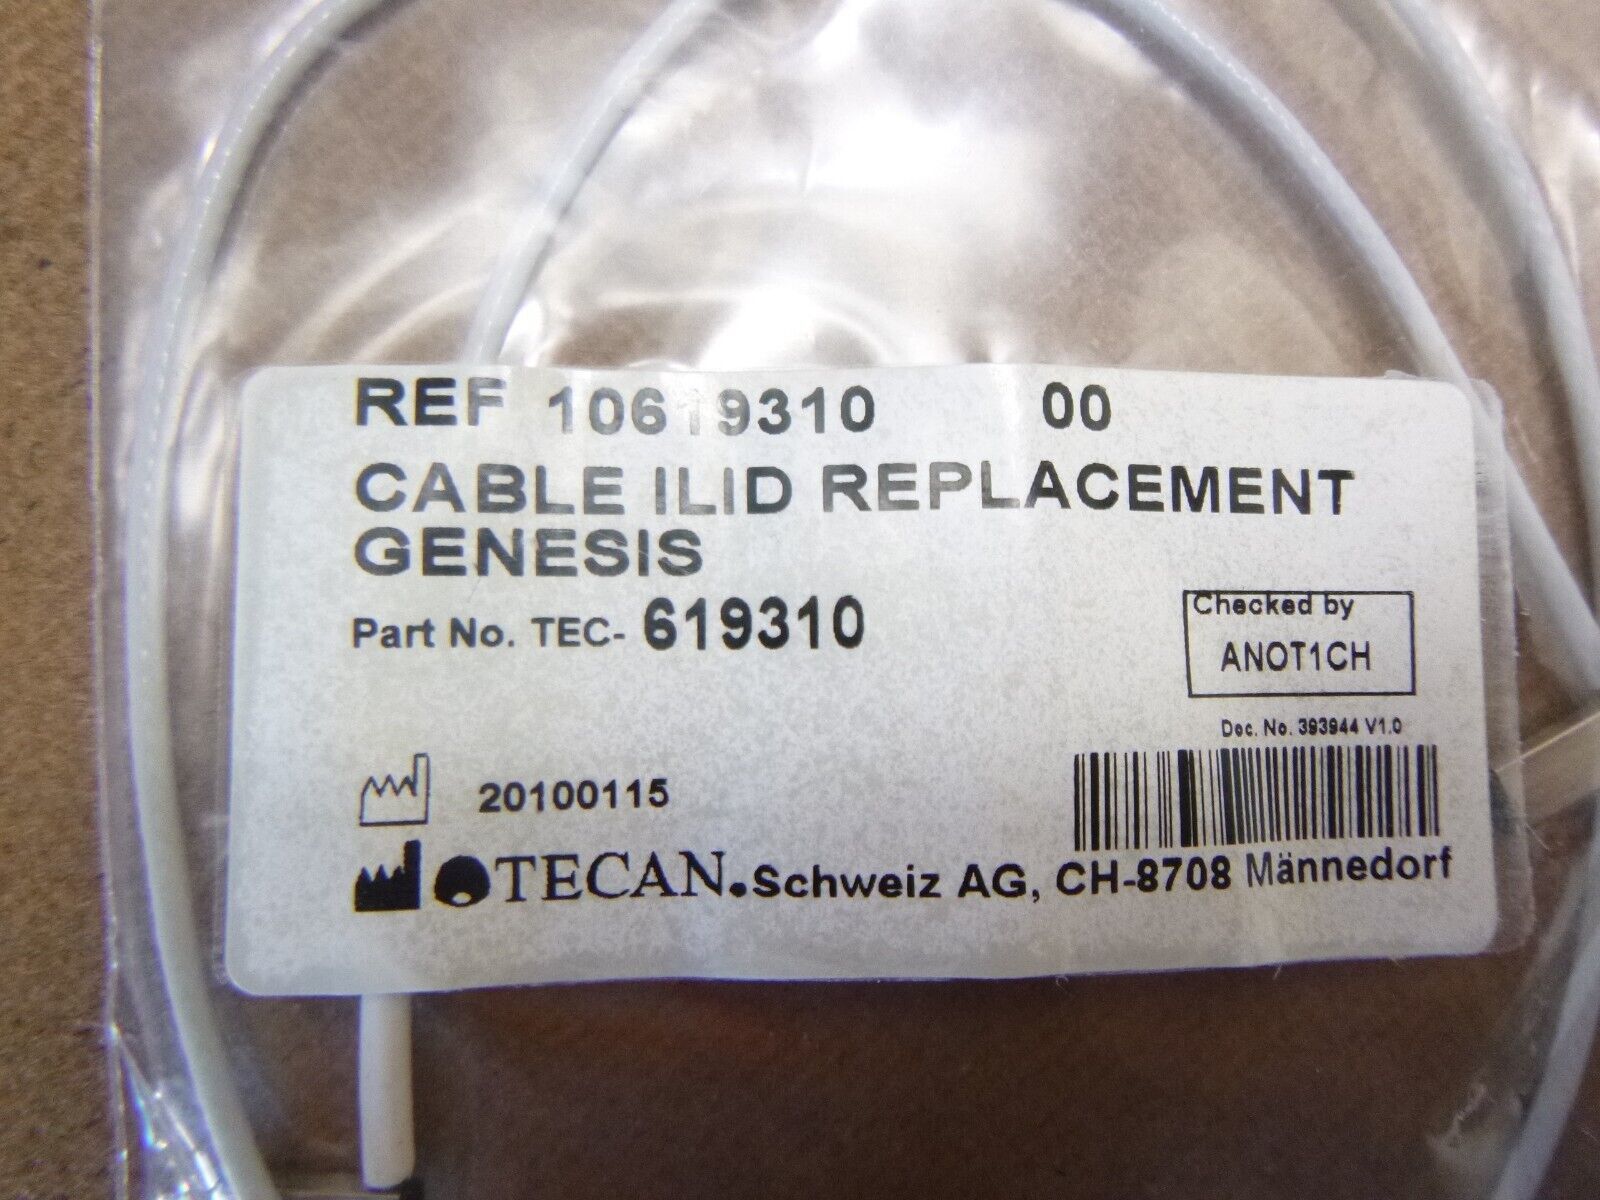 REF 10619310 00
CABLE ILID REPLACEMENT
GENESIS
Part No. TEC- 619310
Checked by
ANOT1CH
Doc. No. 393944 V1.0
20100115
TECAN. Schweiz AG, CH-8708 Männedorf